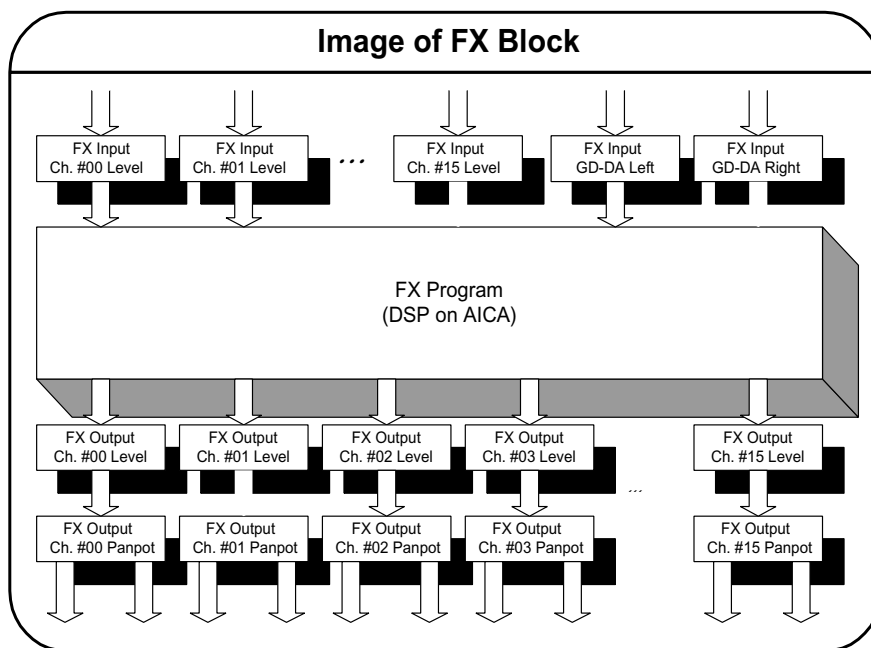 Image of FX Block
FX Input
Ch. #00 Level
FX Input
Ch. #01 Level
...
FX Input
Ch. #15 Level
FX Input
GD-DA Left
FX Input
GD-DA Right
FX Program
(DSP on AICA)
FX Output
Ch. #00 Level
FX Output
Ch. #01 Level
FX Output
Ch. #02 Level
FX Output
Ch. #03 Level
...
FX Output
Ch. #15 Level
FX Output
Ch. #00 Panpot
FX Output
Ch. #01 Panpot
FX Output
Ch. #02 Panpot
FX Output
Ch. #03 Panpot
FX Output
Ch. #15 Panpot